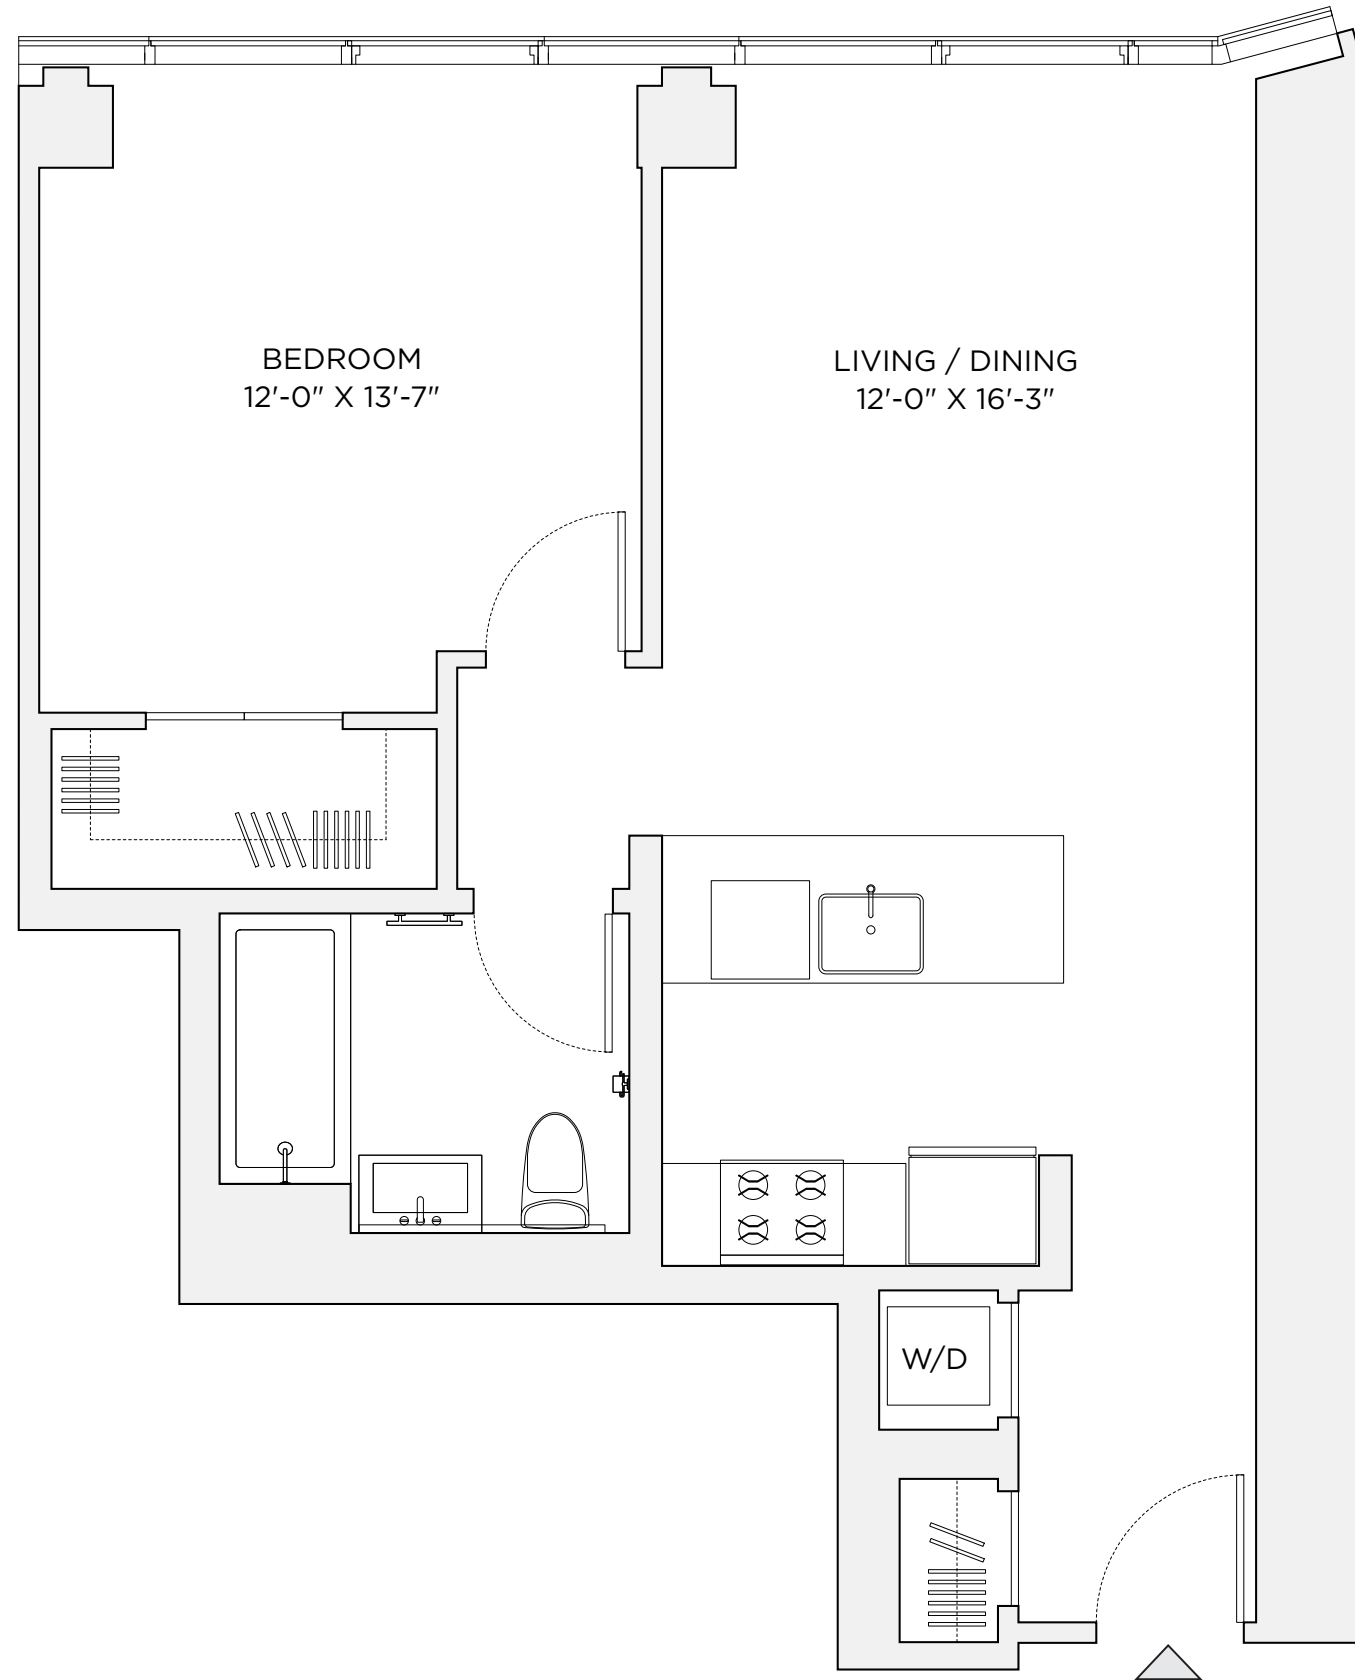 BEDROOM
12'-0" X 13'-7"
LIVING / DINING
12'-0" X 16'-3"
W/D